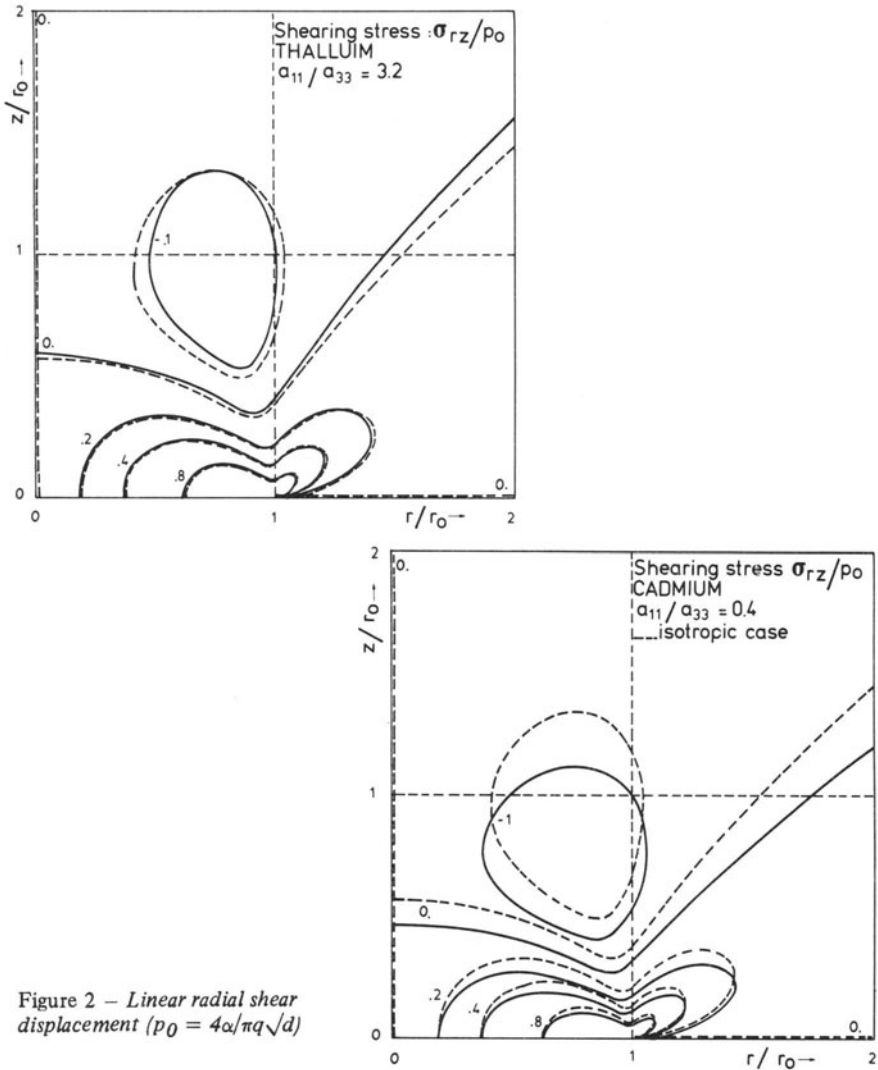 2
0.
Shearing stress :σrz/po
THALLUIM
a11 / a33 = 3.2
z/ro→
-.1
1
0.
.2
.4
.8
0.
0
0
1
2
r/ro→
2
0.
Shearing stress σrz/po
CADMIUM
a11 / a33 = 0.4
---isotropic case
z/ro→
1
-1
0.
.2
.4
.8
0.
0
0
1
2
r/ro→
Figure 2 – Linear radial shear
displacement (p0 = 4α/πq√d)